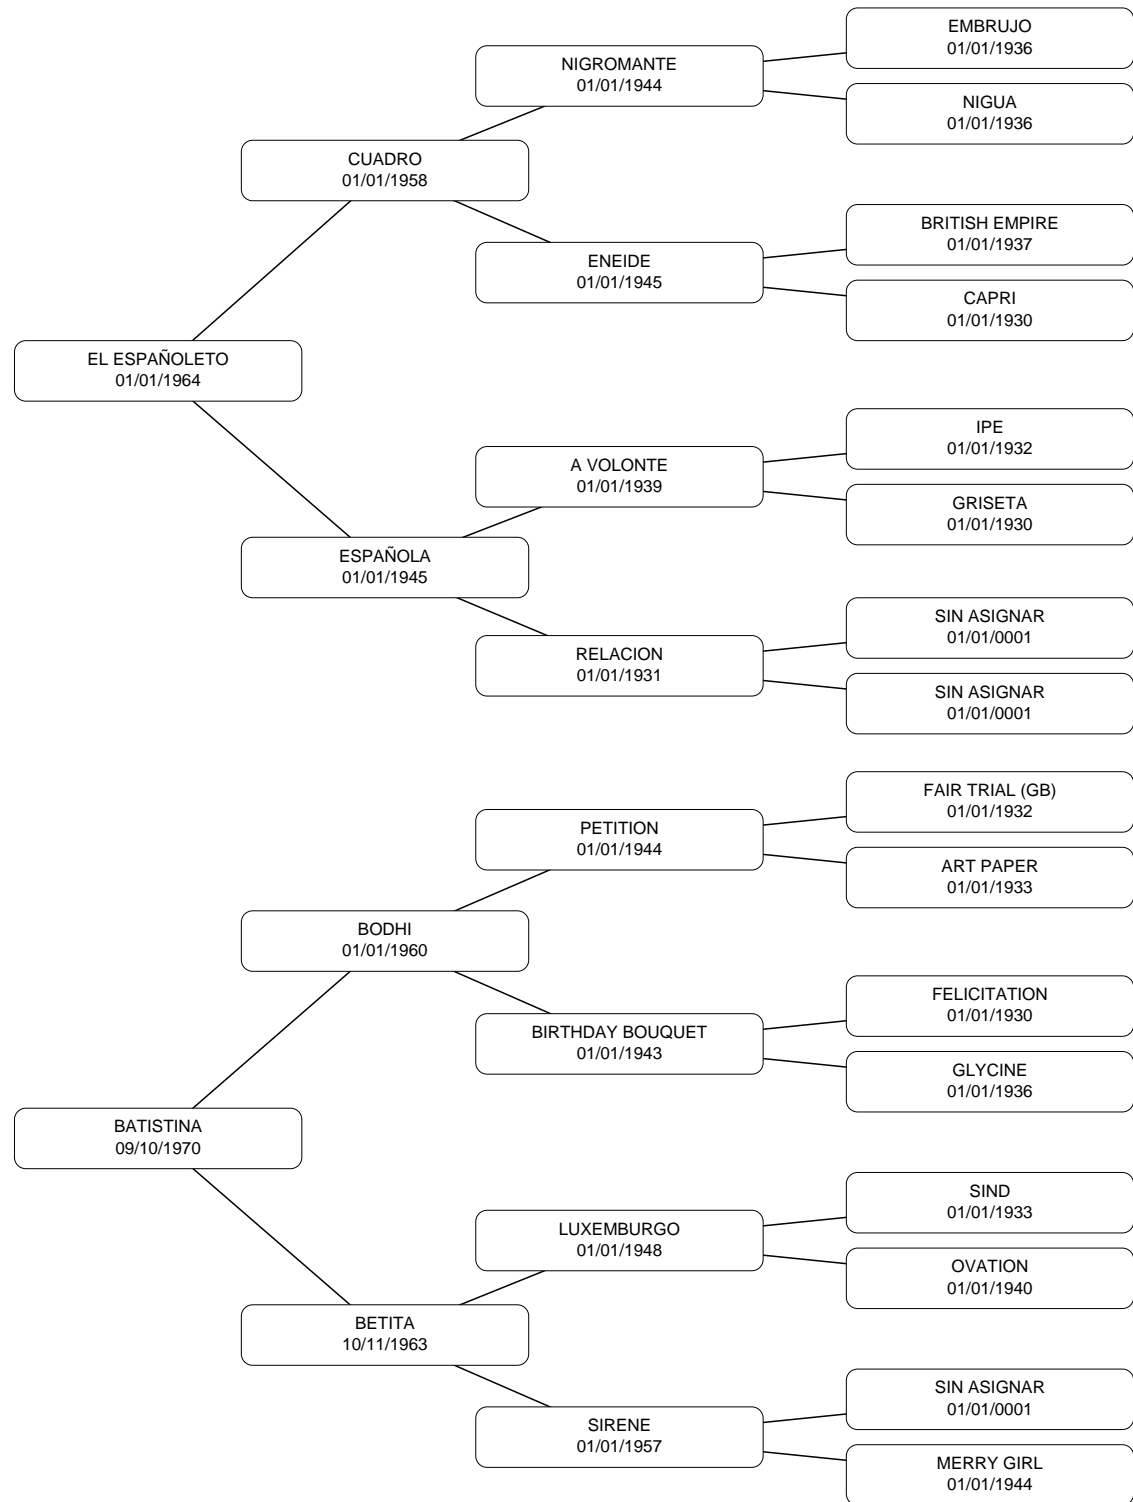 EMBRUJO
01/01/1936
NIGROMANTE
01/01/1944
NIGUA
01/01/1936
CUADRO
01/01/1958
BRITISH EMPIRE
01/01/1937
ENEIDE
01/01/1945
CAPRI
01/01/1930
EL ESPAÑOLETO
01/01/1964
IPE
01/01/1932
A VOLONTE
01/01/1939
GRISETA
01/01/1930
ESPAÑOLA
01/01/1945
SIN ASIGNAR
01/01/0001
RELACION
01/01/1931
SIN ASIGNAR
01/01/0001
FAIR TRIAL (GB)
01/01/1932
PETITION
01/01/1944
ART PAPER
01/01/1933
BODHI
01/01/1960
FELICITATION
01/01/1930
BIRTHDAY BOUQUET
01/01/1943
GLYCINE
01/01/1936
BATISTINA
09/10/1970
SIND
01/01/1933
LUXEMBURGO
01/01/1948
OVATION
01/01/1940
BETITA
10/11/1963
SIN ASIGNAR
01/01/0001
SIRENE
01/01/1957
MERRY GIRL
01/01/1944